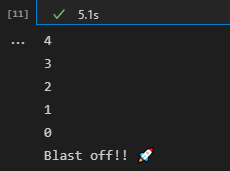 [11] ✓ 5.1s
... 4
3
2
1
0
Blast off!! 🚀